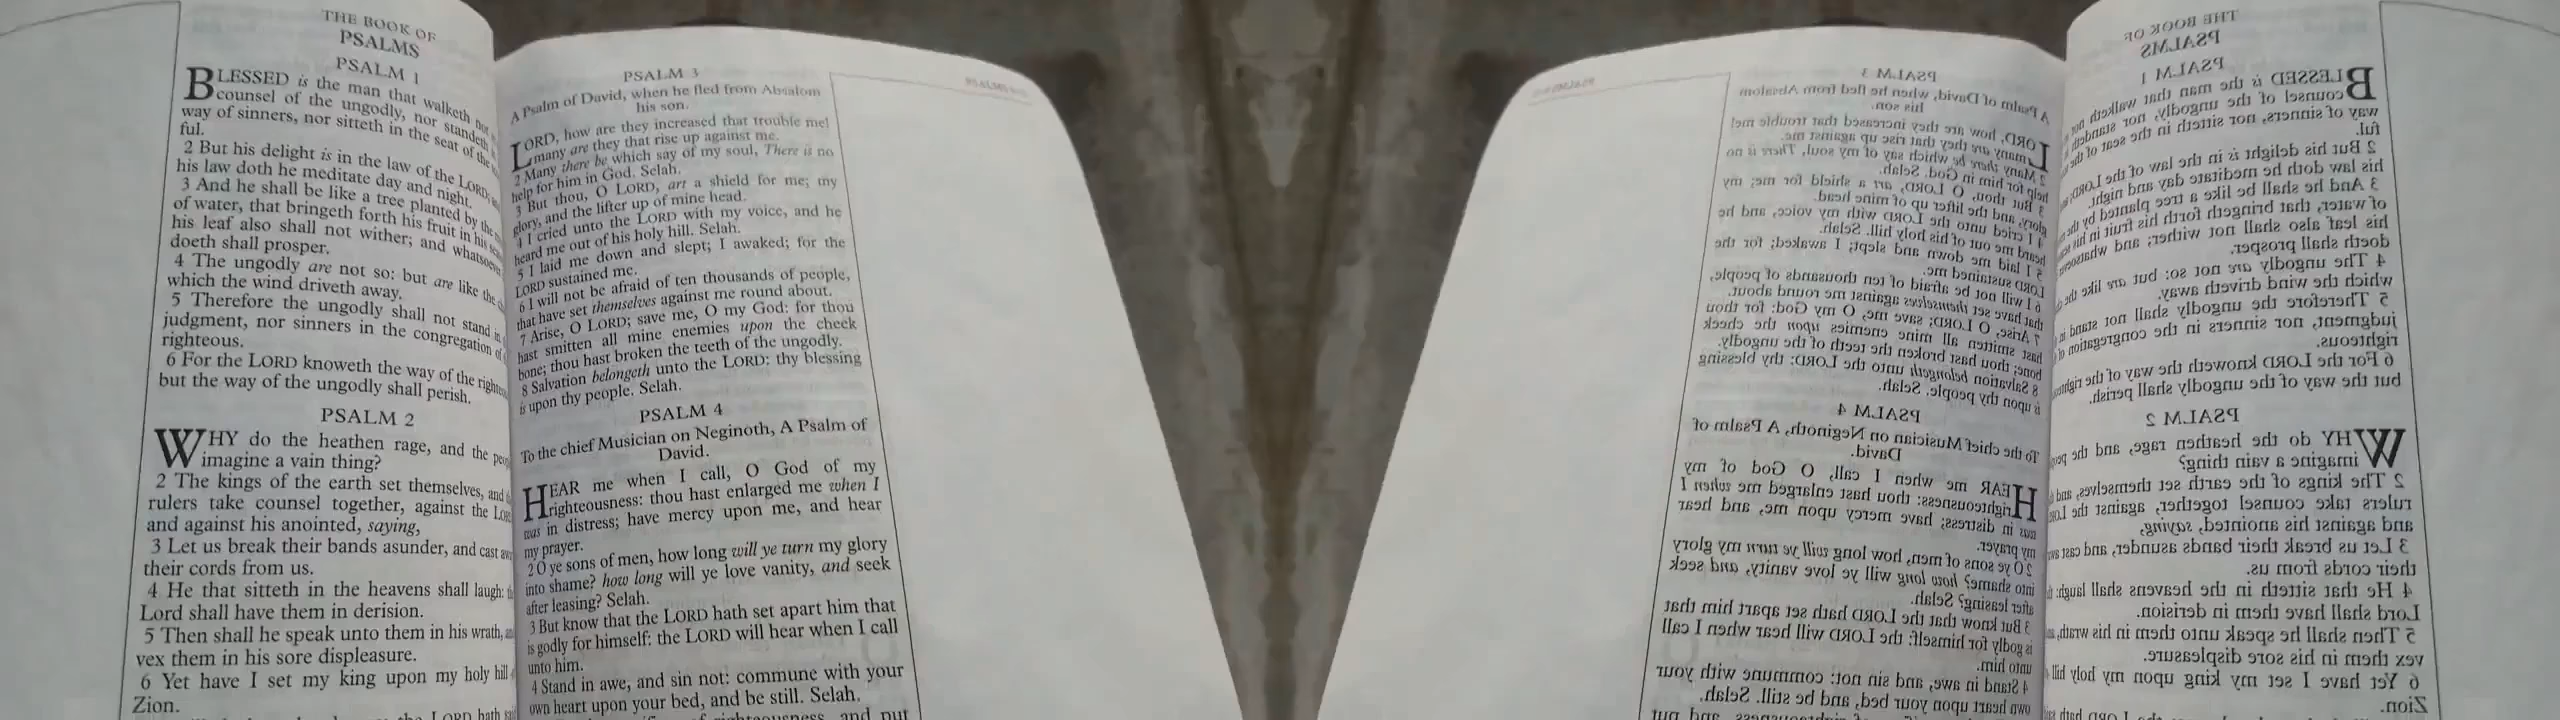 THE BOOK OF
PSALMS
PSALM 1
BLESSED is the man that walketh not
counsel of the ungodly, nor standeth
way of sinners, nor sitteth in the seat of the
ful.
2 But his delight is in the law of the LORD;
his law doth he meditate day and night.
3 And he shall be like a tree planted by the
of water, that bringeth forth his fruit in his
his leaf also shall not wither; and whatsoever
doeth shall prosper.
4 The ungodly are not so: but are like the
which the wind driveth away.
5 Therefore the ungodly shall not stand in
judgment, nor sinners in the congregation of
righteous.
6 For the LORD knoweth the way of the
but the way of the ungodly shall perish.
PSALM 2
WHY do the heathen rage, and the
imagine a vain thing?
2 The kings of the earth set themselves, and
rulers take counsel together, against the
and against his anointed, saying,
3 Let us break their bands asunder, and cast
their cords from us.
4 He that sitteth in the heavens shall laugh:
Lord shall have them in derision.
5 Then shall he speak unto them in his wrath,
vex them in his sore displeasure.
6 Yet have I set my king upon my holy hill
Zion.
PSALM 3
A Psalm of David, when he fled from Absalom
his son.
LORD, how are they increased that trouble me!
many are they that rise up against me.
2 Many there be which say of my soul, There is no
help for him in God. Selah.
3 But thou, O LORD, art a shield for me; my
glory, and the lifter up of mine head.
4 I cried unto the LORD with my voice, and he
heard me out of his holy hill. Selah.
5 I laid me down and slept; I awaked; for the
LORD sustained me.
6 I will not be afraid of ten thousands of people,
that have set themselves against me round about.
7 Arise, O LORD; save me, O my God: for thou
hast smitten all mine enemies upon the cheek
bone; thou hast broken the teeth of the ungodly.
8 Salvation belongeth unto the LORD: thy blessing
is upon thy people. Selah.
PSALM 4
To the chief Musician on Neginoth, A Psalm of
David.
HEAR me when I call, O God of my
righteousness: thou hast enlarged me when I
was in distress; have mercy upon me, and hear
my prayer.
2 O ye sons of men, how long will ye turn my glory
into shame? how long will ye love vanity, and seek
after leasing? Selah.
3 But know that the LORD hath set apart him that
is godly for himself: the LORD will hear when I call
unto him.
4 Stand in awe, and sin not: commune with your
own heart upon your bed, and be still. Selah.